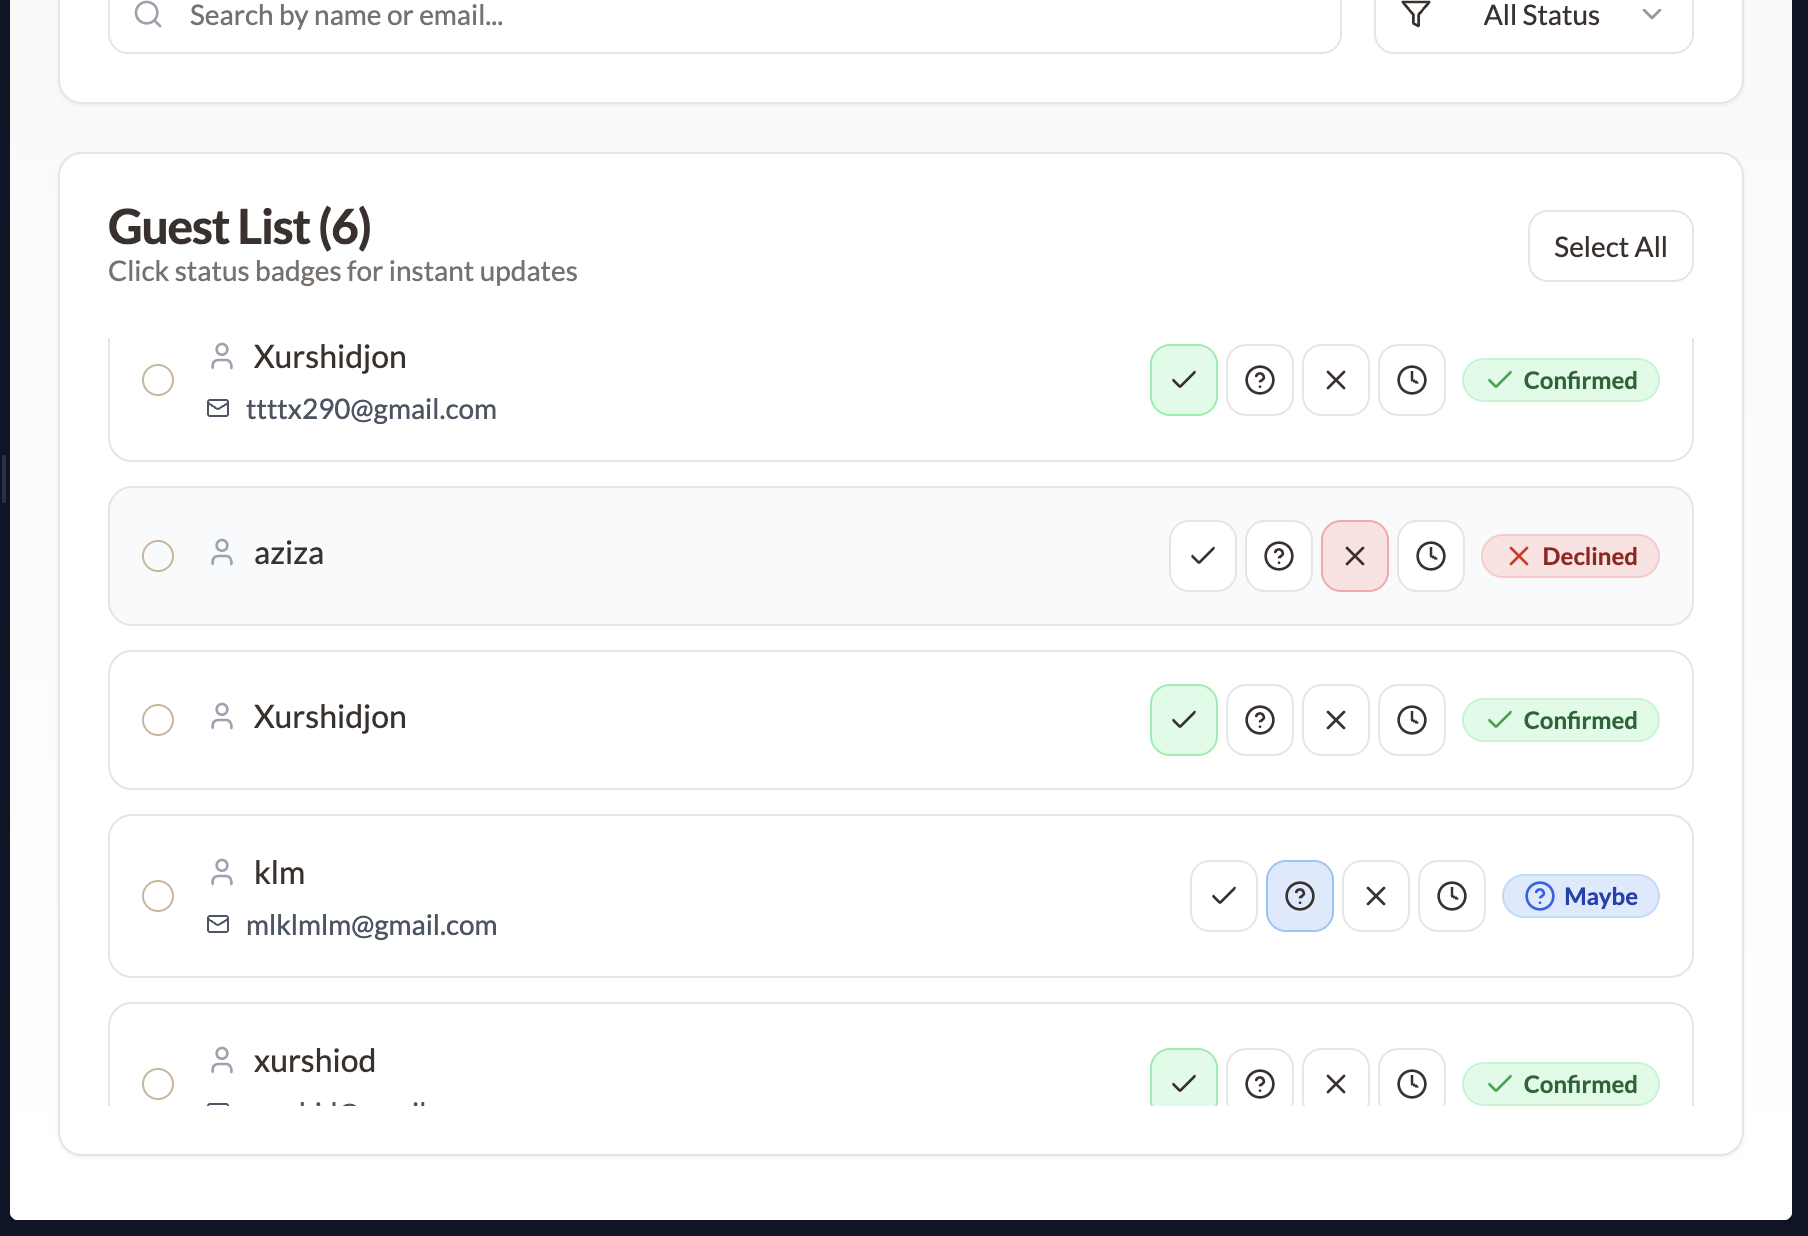 Search by name or email...
All Status
Guest List (6)
Click status badges for instant updates
Select All
Xurshidjon
ttttx290@gmail.com
Confirmed
aziza
Declined
Xurshidjon
Confirmed
klm
mlklmlm@gmail.com
Maybe
xurshiod
Confirmed